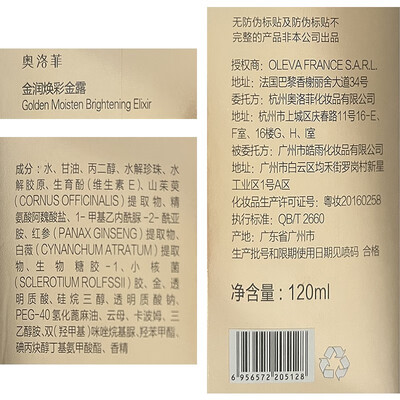 奥洛菲
金润焕彩金露
Golden Moisten Brightening Elixir
成分：水、甘油、丙二醇、水解珍珠、水
解胶原、生育酚(维生素E)、山茱萸
(CORNUS OFFICINALIS) 提取物、精
氨酸阿魏酸盐、1-甲基乙内酰脲-2-酰亚
胺、红参(PANAX GINSENG) 提取物、
白薇(CYNANCHUM ATRATUM) 提取
物、生物糖胶-1、小核菌
(SCLEROTIUM ROLFSSII) 胶、金、透
明质酸、硅烷三醇、透明质酸钠、
PEG-40氢化蓖麻油、云母、卡波姆、三
乙醇胺、双(羟甲基)咪唑烷基脲、羟苯甲酯、
碘丙炔醇丁基氨甲酸酯、香精
无防伪标贴及防伪标贴不
完整的产品非本公司出品
授权商：OLEVA FRANCE S.A.R.L.
地址：法国巴黎香榭丽舍大道34号
委托方：杭州奥洛菲化妆品有限公司
地址：杭州市上城区庆春路11号16-E、
F室、16楼G、H、I室
被委托方：广州市皓雨化妆品有限公司
地址：广州市白云区均禾街罗岗村新星
工业区1号A区
化妆品生产许可证号：粤妆20160258
执行标准：QB/T 2660
产地：广东省广州市
生产批号和限期使用日期见喷码 合格
净含量：120ml
6 956572 205128